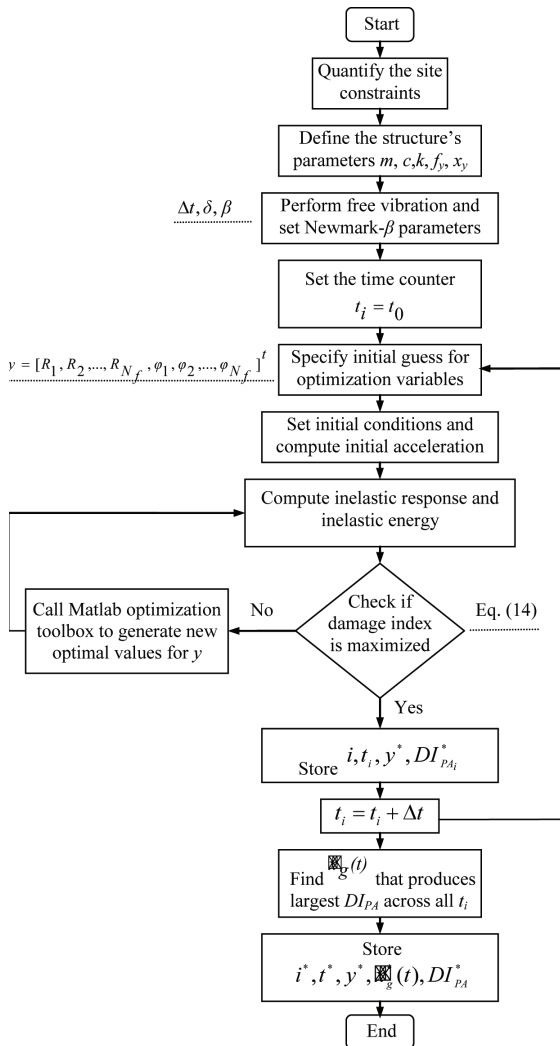 Start
Quantify the site
constraints
Define the structure's
parameters m, c,k, f_y, x_y
Δt, δ, β
Perform free vibration and
set Newmark-β parameters
Set the time counter
t_i = t_0
y = [R_1, R_2,..., R_{N_f}, φ_1, φ_2,..., φ_{N_f}]^t
Specify initial guess for
optimization variables
Set initial conditions and
compute initial acceleration
Compute inelastic response and
inelastic energy
Call Matlab optimization
toolbox to generate new
optimal values for y
No
Check if
damage index
is maximized
Eq. (14)
Yes
Store i, t_i, y^*, DI^*_{PA_i}
t_i = t_i + Δt
Find _g(t) that produces
largest DI_{PA} across all t_i
Store
i^*, t^*, y^*, _g(t), DI^*_{PA}
End